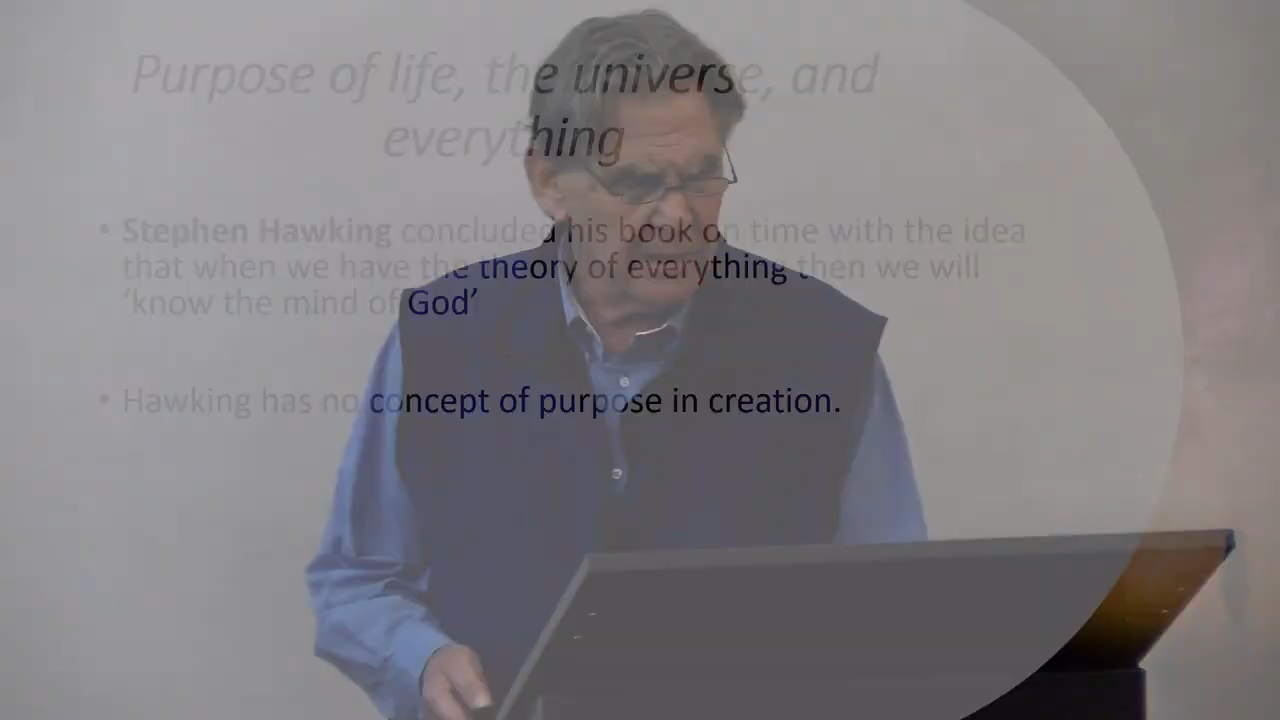 Purpose of life, the universe, and
everything
• Stephen Hawking concluded his book on time with the idea
that when we have the theory of everything then we will
‘know the mind of God’
• Hawking has no concept of purpose in creation.